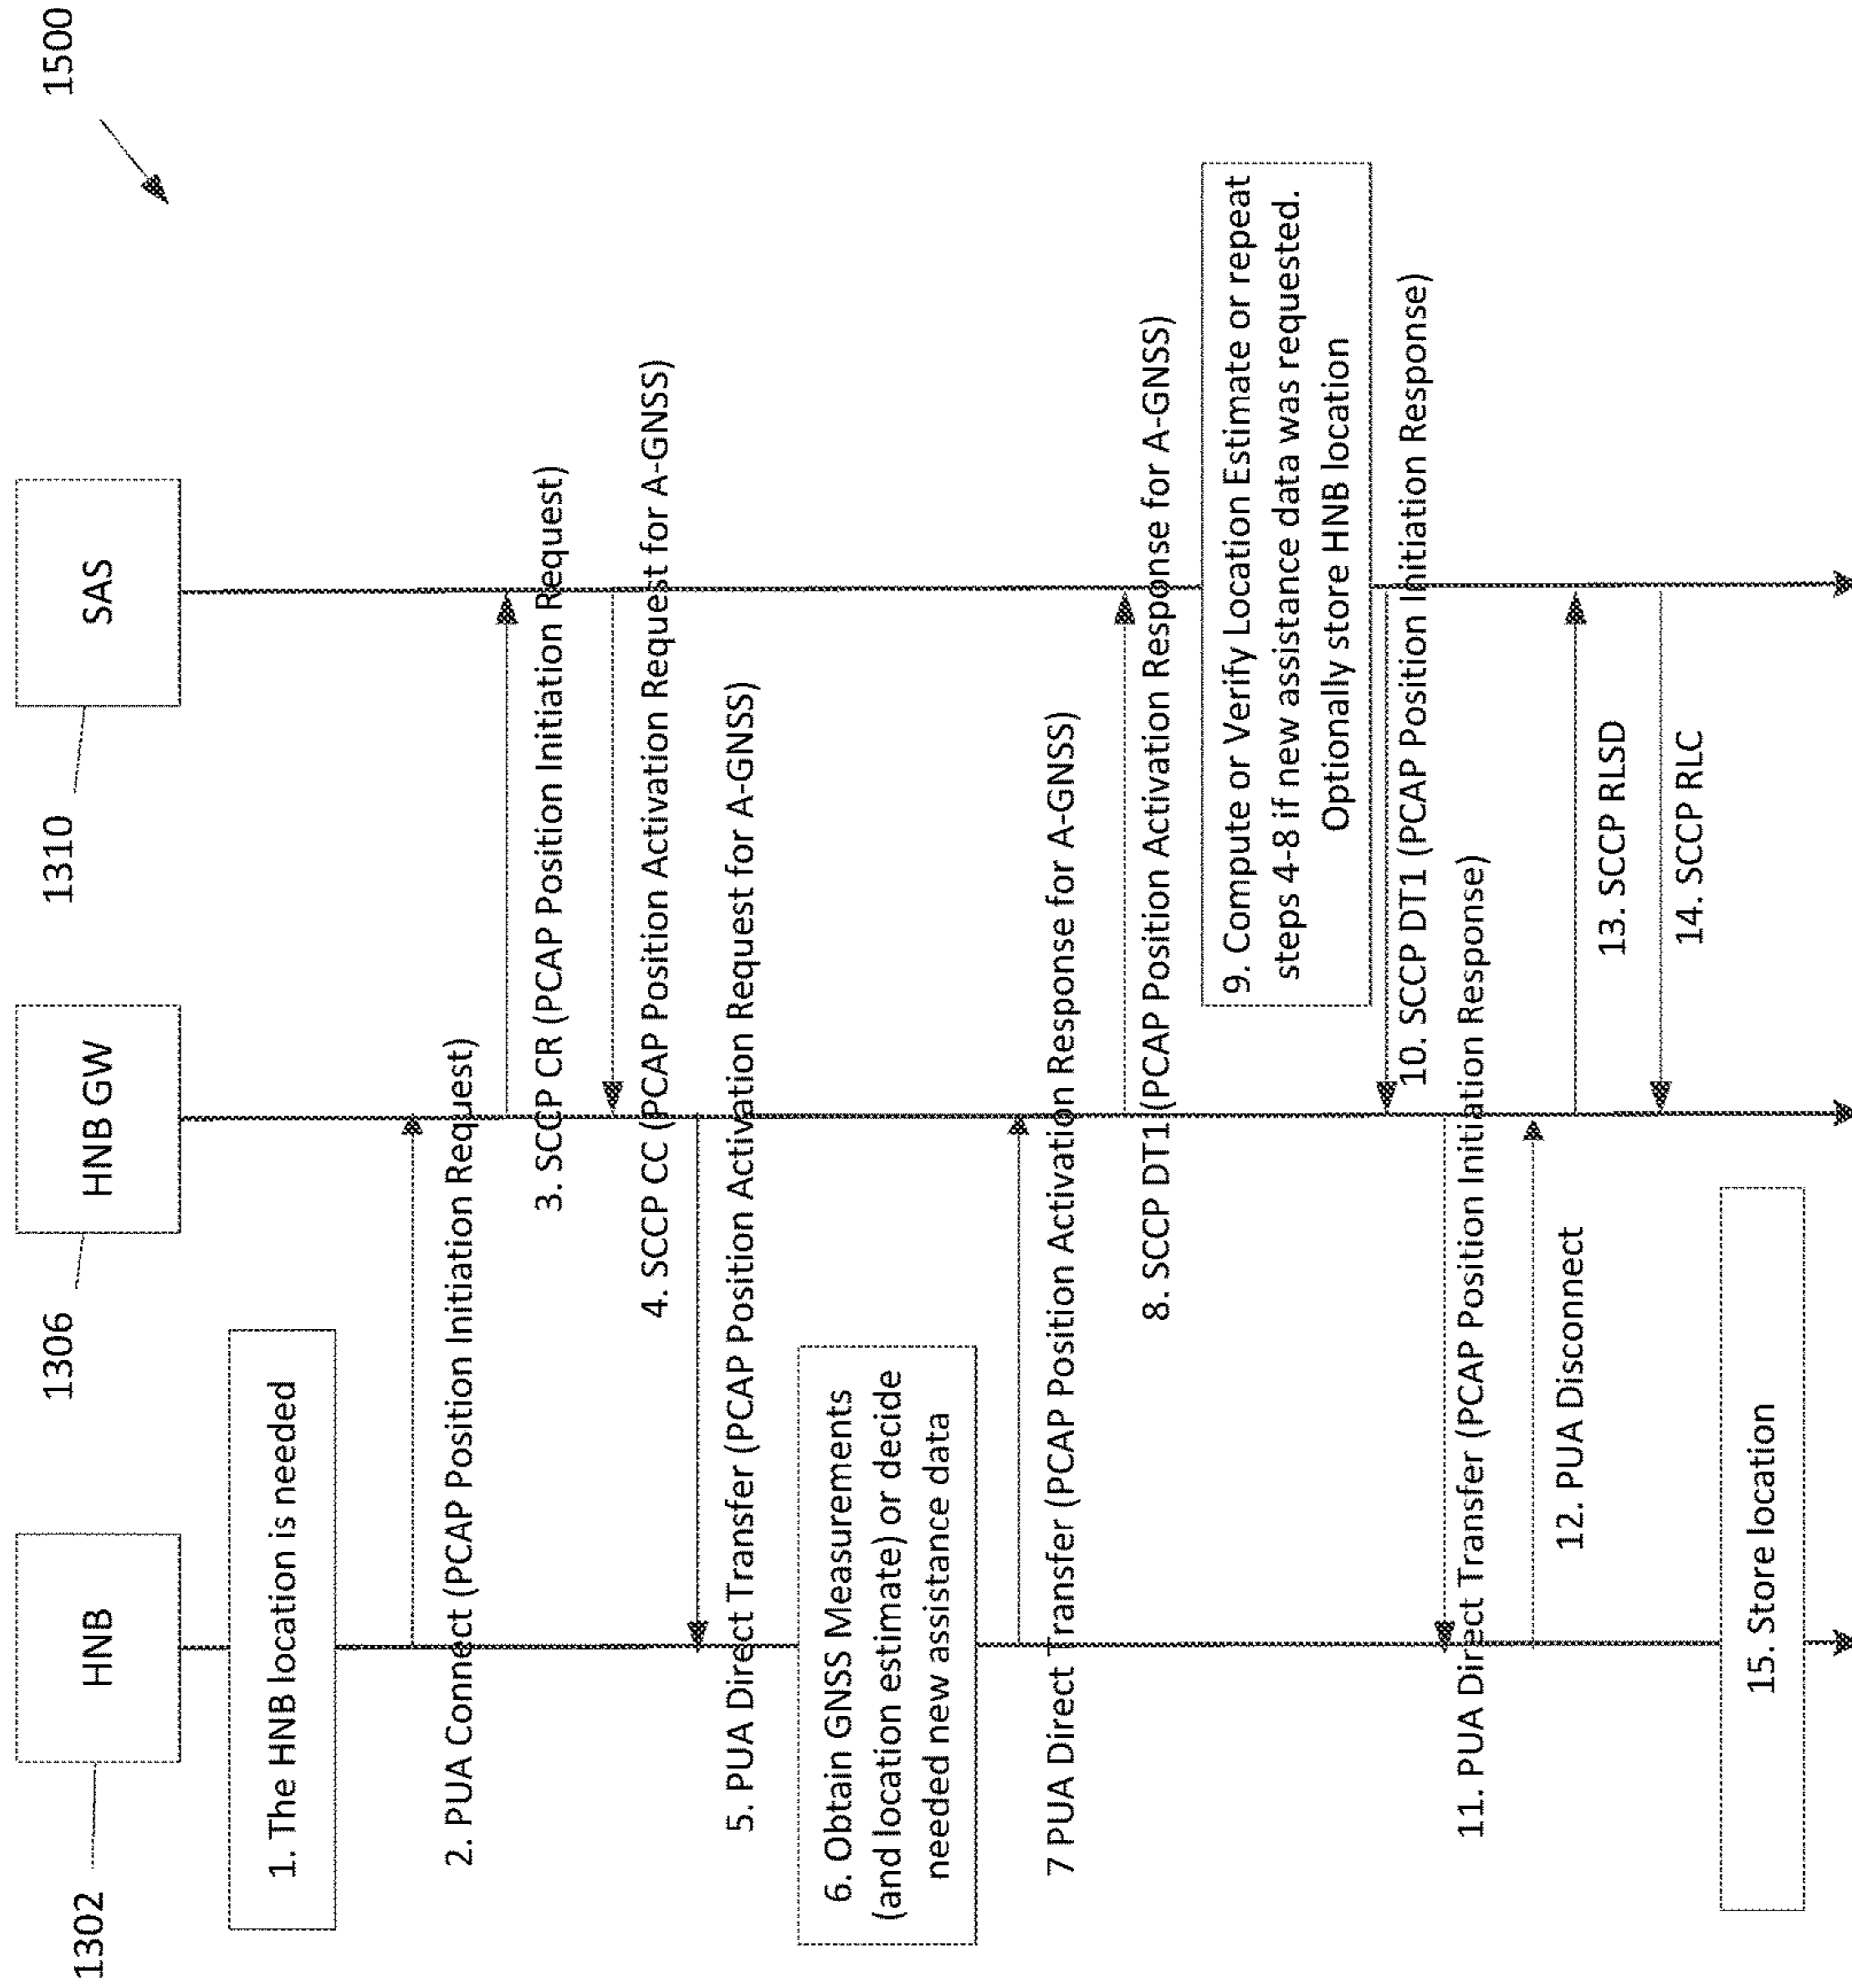 1500
1302
HNB
1306
HNB GW
1310
SAS
1. The HNB location is needed
2. PUA Connect (PCAP Position Initiation Request)
3. SCCP CR (PCAP Position Initiation Request)
4. SCCP CC (PCAP Position Activation Request for A-GNSS)
5. PUA Direct Transfer (PCAP Position Activation Request for A-GNSS)
6. Obtain GNSS Measurements
(and location estimate) or decide
needed new assistance data
7 PUA Direct Transfer (PCAP Position Activation Response for A-GNSS)
8. SCCP DT1 (PCAP Position Activation Response for A-GNSS)
9. Compute or Verify Location Estimate or repeat
steps 4-8 if new assistance data was requested.
Optionally store HNB location
10. SCCP DT1 (PCAP Position Initiation Response)
11. PUA Direct Transfer (PCAP Position Initiation Response)
12. PUA Disconnect
13. SCCP RLSD
14. SCCP RLC
15. Store location